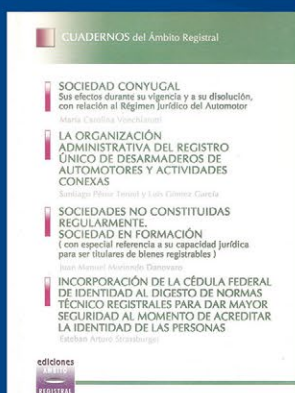 CUADERNOS del Ámbito Registral
SOCIEDAD CONYUGAL
Sus efectos durante su vigencia y a su disolución,
con relación al Régimen Jurídico del Automotor
María Carolina
LA ORGANIZACIÓN
ADMINISTRATIVA DEL REGISTRO
ÚNICO DE DESARMADEROS DE
AUTOMOTORES Y ACTIVIDADES
CONEXAS
Santiago Pérez Teruel y Luis Gómez García
SOCIEDADES NO CONSTITUIDAS
REGULARMENTE.
SOCIEDAD EN FORMACIÓN
( con especial referencia a su capacidad jurídica
para ser titulares de bienes registrables )
Juan Manuel
INCORPORACIÓN DE LA CÉDULA FEDERAL
DE IDENTIDAD AL DIGESTO DE NORMAS
TÉCNICO REGISTRALES PARA DAR MAYOR
SEGURIDAD AL MOMENTO DE ACREDITAR
LA IDENTIDAD DE LAS PERSONAS
Esteban Arturo Strassburger
ediciones
ÁMBITO
REGISTRAL